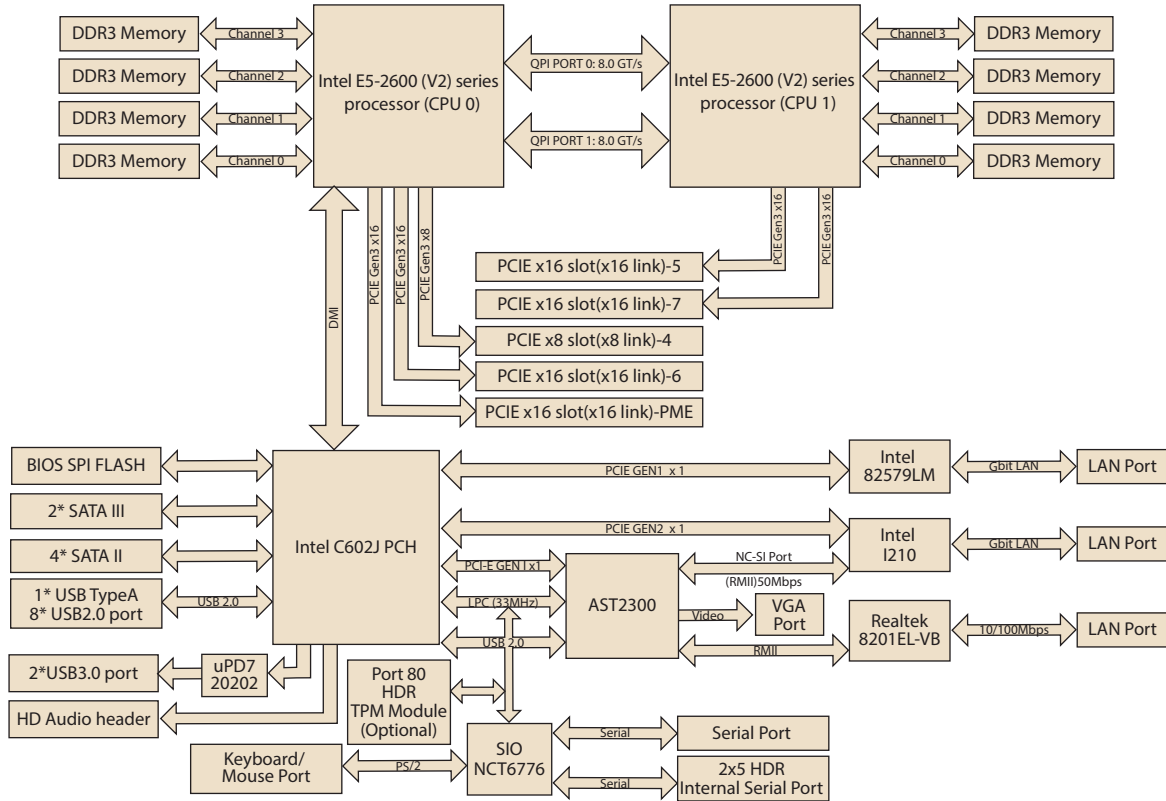 DDR3 Memory
Channel 3
DDR3 Memory
Channel 2
DDR3 Memory
Channel 1
DDR3 Memory
Channel 0
Intel E5-2600 (V2) series
processor (CPU 0)
QPI PORT 0: 8.0 GT/s
QPI PORT 1: 8.0 GT/s
Intel E5-2600 (V2) series
processor (CPU 1)
Channel 3
DDR3 Memory
Channel 2
DDR3 Memory
Channel 1
DDR3 Memory
Channel 0
DDR3 Memory
DMI
PCIE Gen3 x16
PCIE Gen3 x16
PCIE Gen3 x8
PCIE Gen3 x16
PCIE Gen3 x16
PCIE x16 slot(x16 link)-5
PCIE x16 slot(x16 link)-7
PCIE x8 slot(x8 link)-4
PCIE x16 slot(x16 link)-6
PCIE x16 slot(x16 link)-PME
BIOS SPI FLASH
2* SATA III
4* SATA II
1* USB TypeA
8* USB2.0 port
USB 2.0
2*USB3.0 port
uPD7
20202
HD Audio header
Intel C602J PCH
PCIE GEN1 x 1
Intel
82579LM
Gbit LAN
LAN Port
PCIE GEN2 x 1
Intel
I210
Gbit LAN
LAN Port
PCI-E GEN1x1
LPC (33MHz)
USB 2.0
AST2300
NC-SI Port
(RMII)50Mbps
Video
VGA
Port
RMII
Realtek
8201EL-VB
10/100Mbps
LAN Port
Port 80
HDR
TPM Module
(Optional)
Keyboard/
Mouse Port
PS/2
SIO
NCT6776
Serial
Serial Port
Serial
2x5 HDR
Internal Serial Port